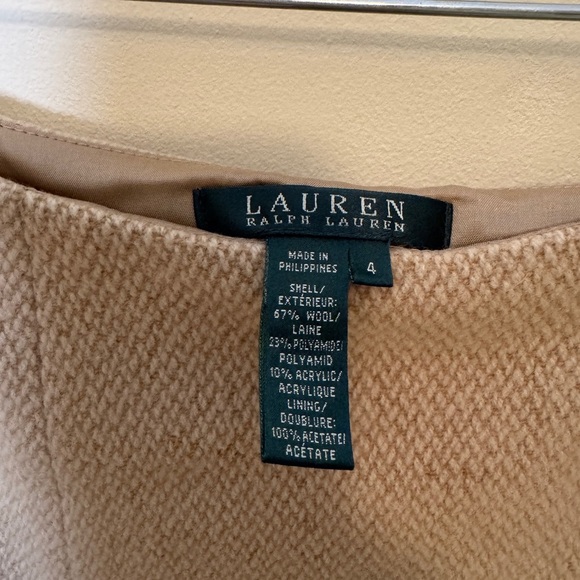 LAUREN
RALPH LAUREN
MADE IN
PHILIPPINES
4
SHELL/
EXTÉRIEUR:
67% WOOL/
LAINE
23% POLYAMIDE/
POLYAMID
10% ACRYLIC/
ACRYLIQUE
LINING/
DOUBLURE:
100% ACETATE/
ACÉTATE